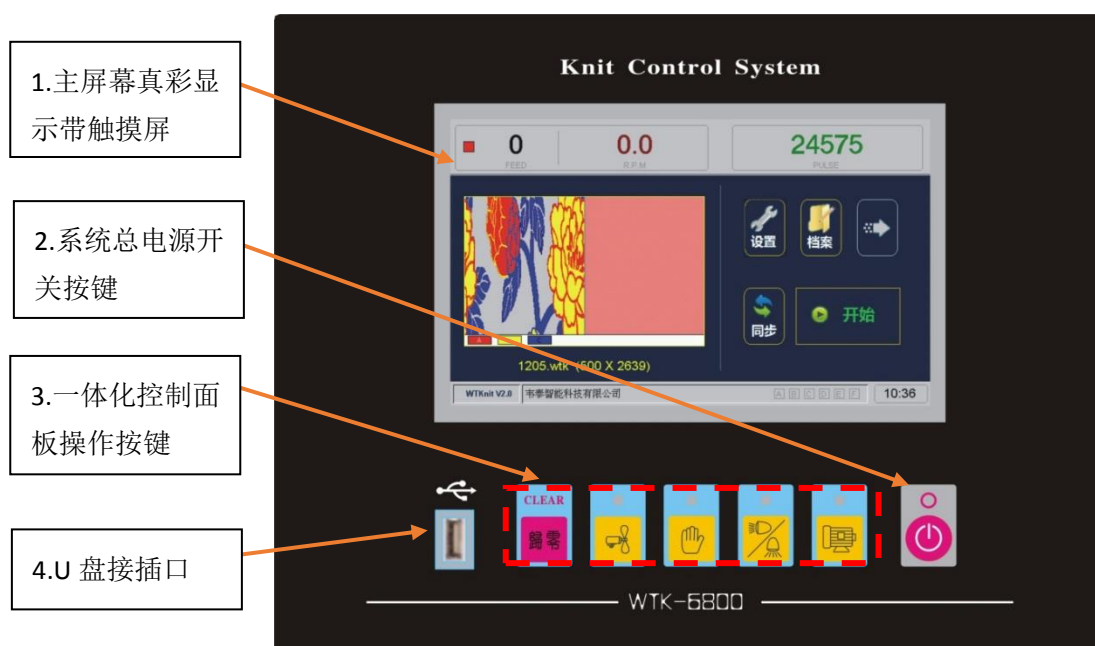 1.主屏幕真彩显
示带触摸屏
2.系统总电源开
关按键
3.一体化控制面
板操作按键
4.U 盘接插口
Knit Control System
0
FEED
0.0
R.P.M
24575
PULSE
设置
档案
同步
开始
A
C
1205.wtk (500 X 2639)
WTKnit V2.0
韦泰智能科技有限公司
A B C D E F
10:36
CLEAR
歸零
WTK-6800